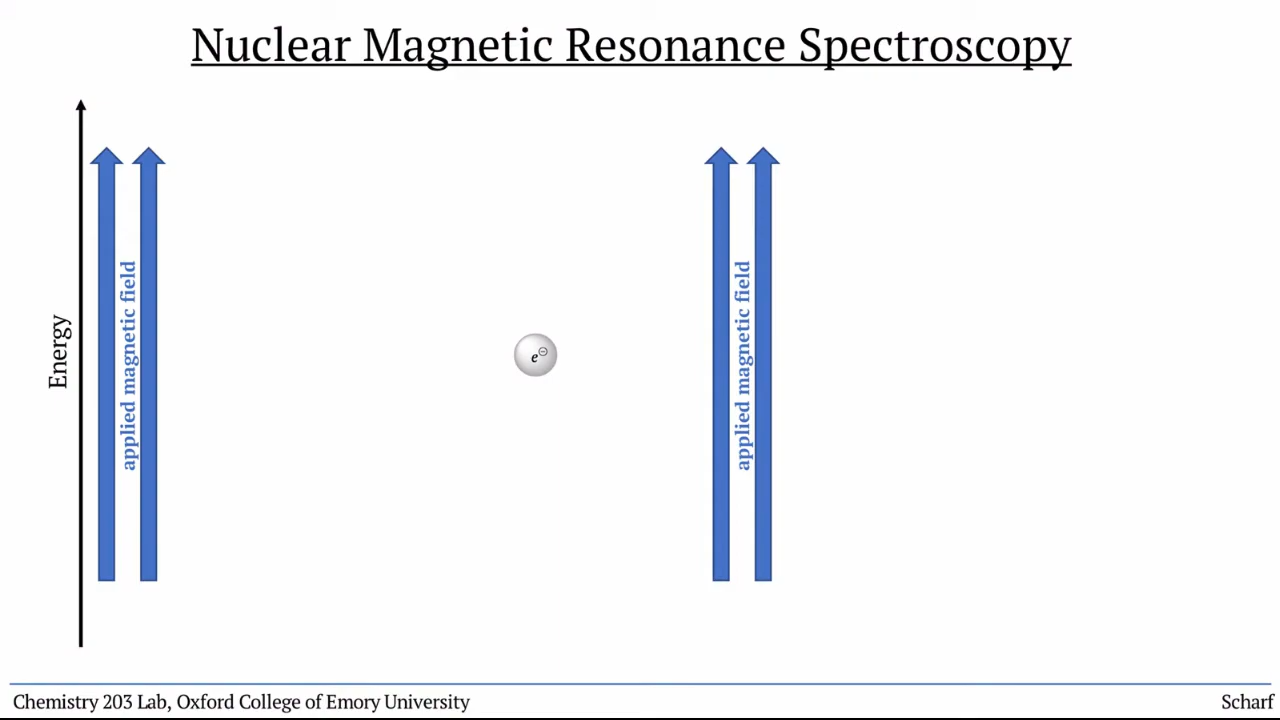 Nuclear Magnetic Resonance Spectroscopy
Energy
applied magnetic field
e⊖
applied magnetic field
Chemistry 203 Lab, Oxford College of Emory University
Scharf